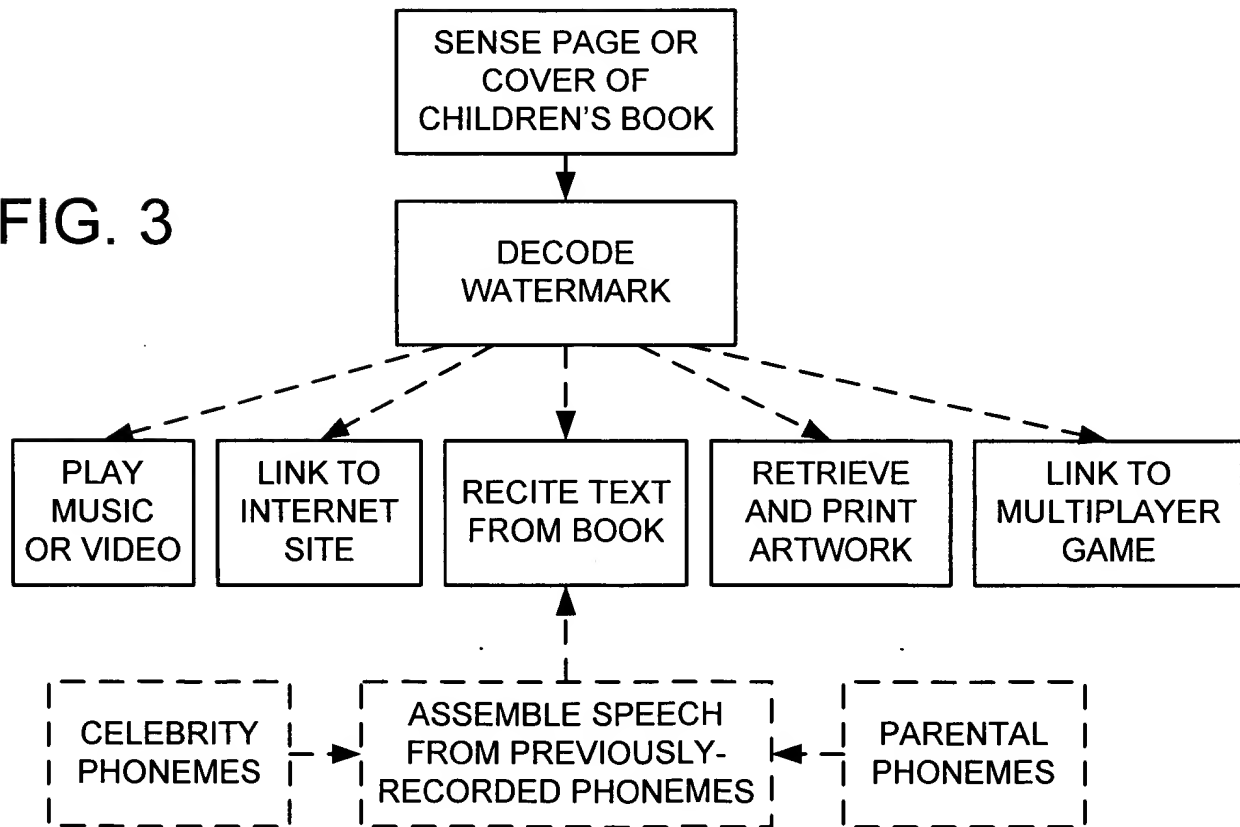 SENSE PAGE OR
COVER OF
CHILDREN'S BOOK
FIG. 3
DECODE
WATERMARK
PLAY
MUSIC
OR VIDEO
LINK TO
INTERNET
SITE
RECITE TEXT
FROM BOOK
RETRIEVE
AND PRINT
ARTWORK
LINK TO
MULTIPLAYER
GAME
CELEBRITY
PHONEMES
ASSEMBLE SPEECH
FROM PREVIOUSLY-
RECORDED PHONEMES
PARENTAL
PHONEMES